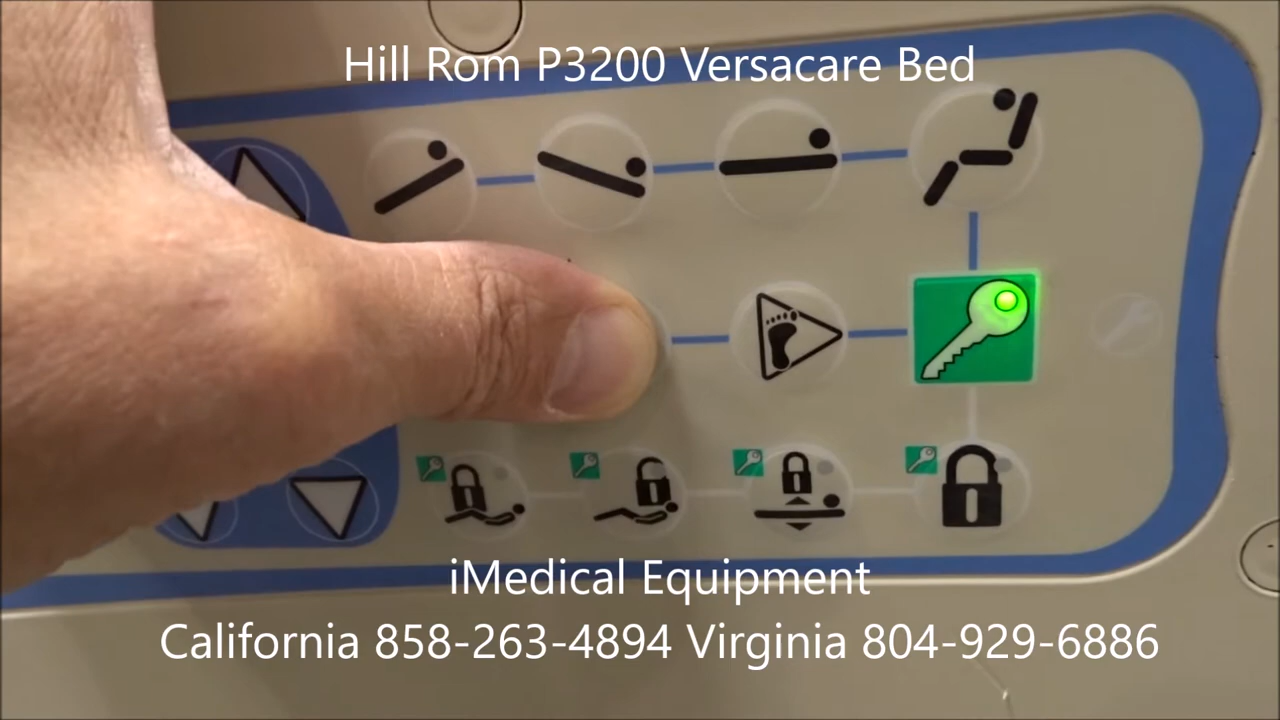 Hill Rom P3200 Versacare Bed
iMedical Equipment
California 858-263-4894 Virginia 804-929-6886